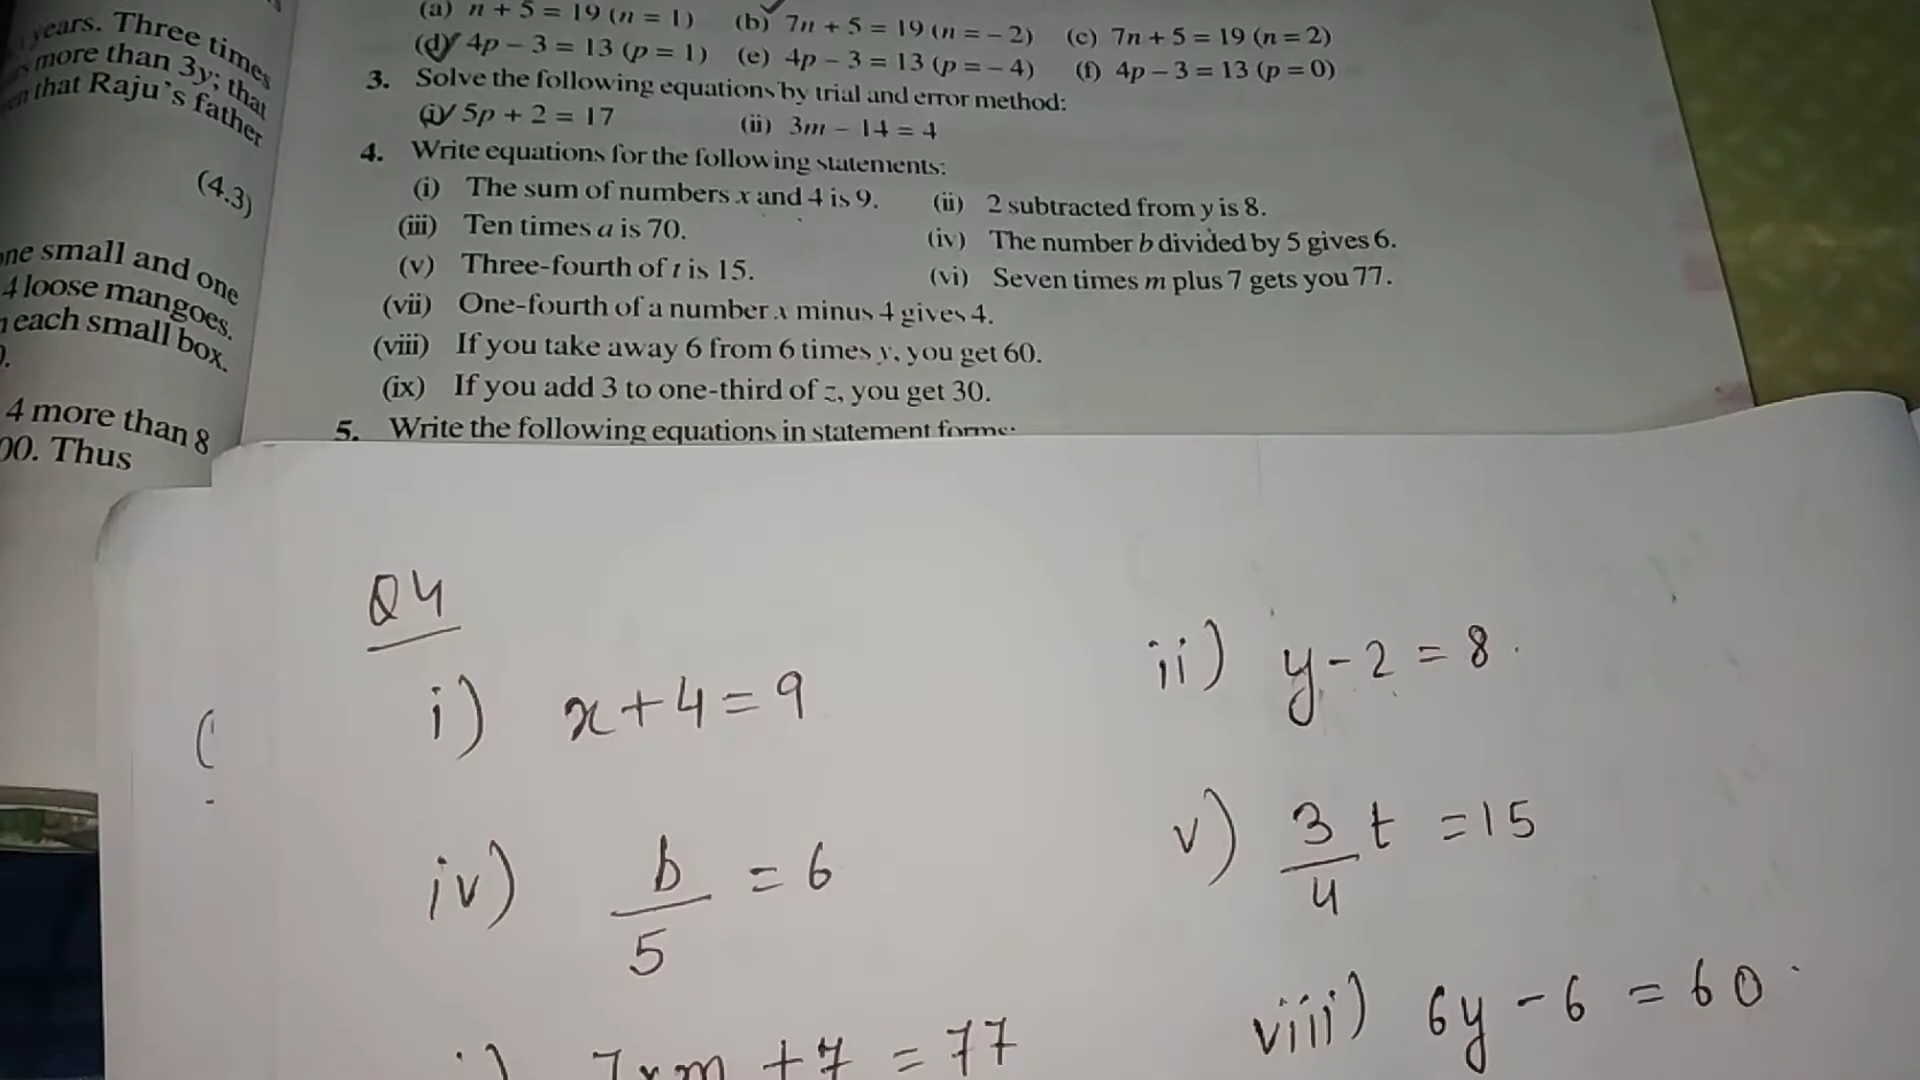 years. Three times
more than 3y; that
that Raju's father
(4.3)
one small and one
4 loose mangoes.
each small box.
4 more than 8
00. Thus
(a) n + 5 = 19 (n = 1) (b) 7n + 5 = 19 (n = – 2) (c) 7n + 5 = 19 (n = 2)
(d) 4p – 3 = 13 (p = 1) (e) 4p – 3 = 13 (p = – 4) (f) 4p – 3 = 13 (p = 0)
3. Solve the following equations by trial and error method:
(i) 5p + 2 = 17 (ii) 3m – 14 = 4
4. Write equations for the following statements:
(i) The sum of numbers x and 4 is 9. (ii) 2 subtracted from y is 8.
(iii) Ten times a is 70. (iv) The number b divided by 5 gives 6.
(v) Three-fourth of t is 15. (vi) Seven times m plus 7 gets you 77.
(vii) One-fourth of a number x minus 4 gives 4.
(viii) If you take away 6 from 6 times y, you get 60.
(ix) If you add 3 to one-third of z, you get 30.
5. Write the following equations in statement forms:
Q4
i) x+4=9 ii) y-2=8.
iv) b/5 = 6 v) 3/4 t =15
i) 7xm +7 =77 viii) 6y -6 = 60.